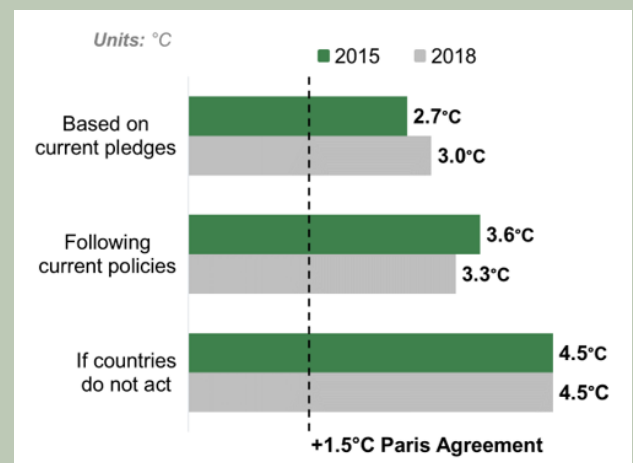 Units: °C
2015 2018
Based on
current pledges
2.7°C
3.0°C
Following
current policies
3.6°C
3.3°C
If countries
do not act
4.5°C
4.5°C
+1.5°C Paris Agreement